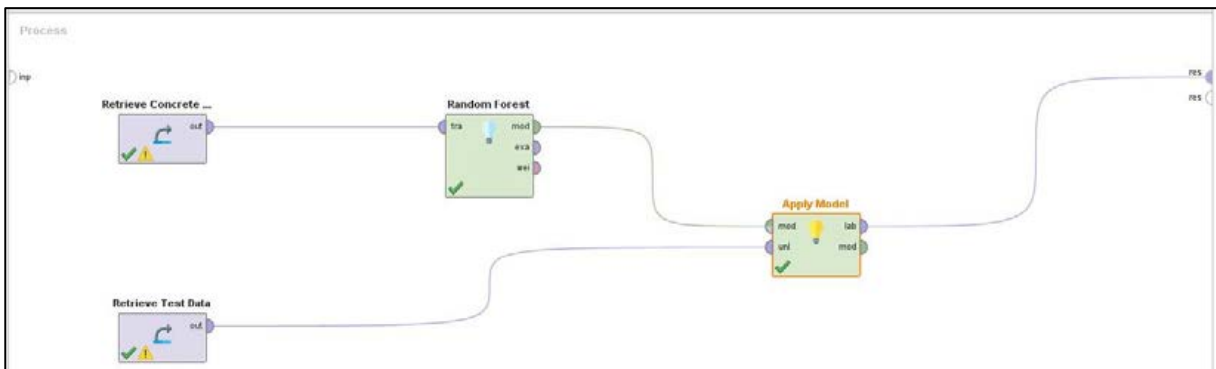 Process
inp
res
res
Retrieve Concrete ...
out
Random Forest
tra
mod
exa
wei
Apply Model
mod
lab
unl
mod
Retrieve Test Data
out